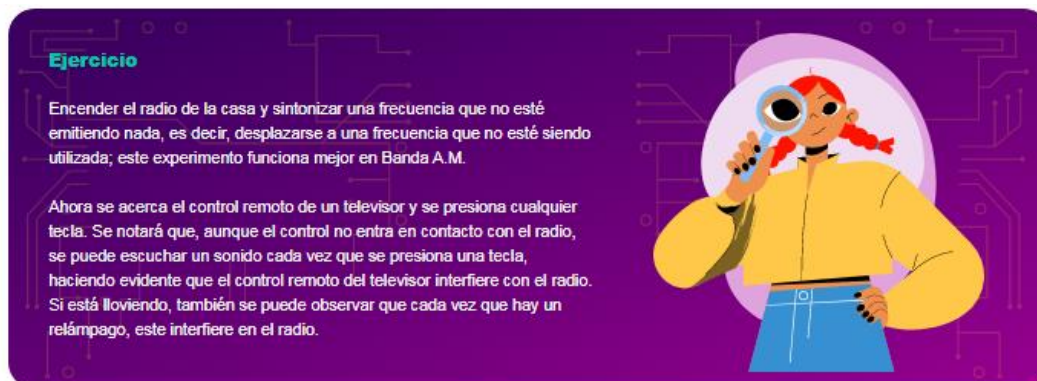 Ejercicio
Encender el radio de la casa y sintonizar una frecuencia que no esté
emitiendo nada, es decir, desplazarse a una frecuencia que no esté siendo
utilizada; este experimento funciona mejor en Banda A.M.
Ahora se acerca el control remoto de un televisor y se presiona cualquier
tecla. Se notará que, aunque el control no entra en contacto con el radio,
se puede escuchar un sonido cada vez que se presiona una tecla,
haciendo evidente que el control remoto del televisor interfiere con el radio.
Si está lloviendo, también se puede observar que cada vez que hay un
relámpago, este interfiere en el radio.